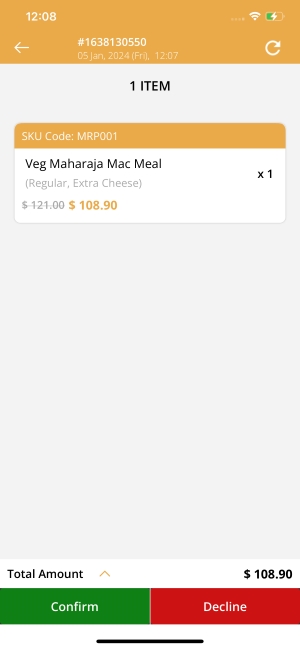 12:08
#1638130550
05 Jan, 2024 (Fri), 12:07
1 ITEM
SKU Code: MRP001
Veg Maharaja Mac Meal
x 1
(Regular, Extra Cheese)
$ 121.00 $ 108.90
Total Amount
$ 108.90
Confirm
Decline